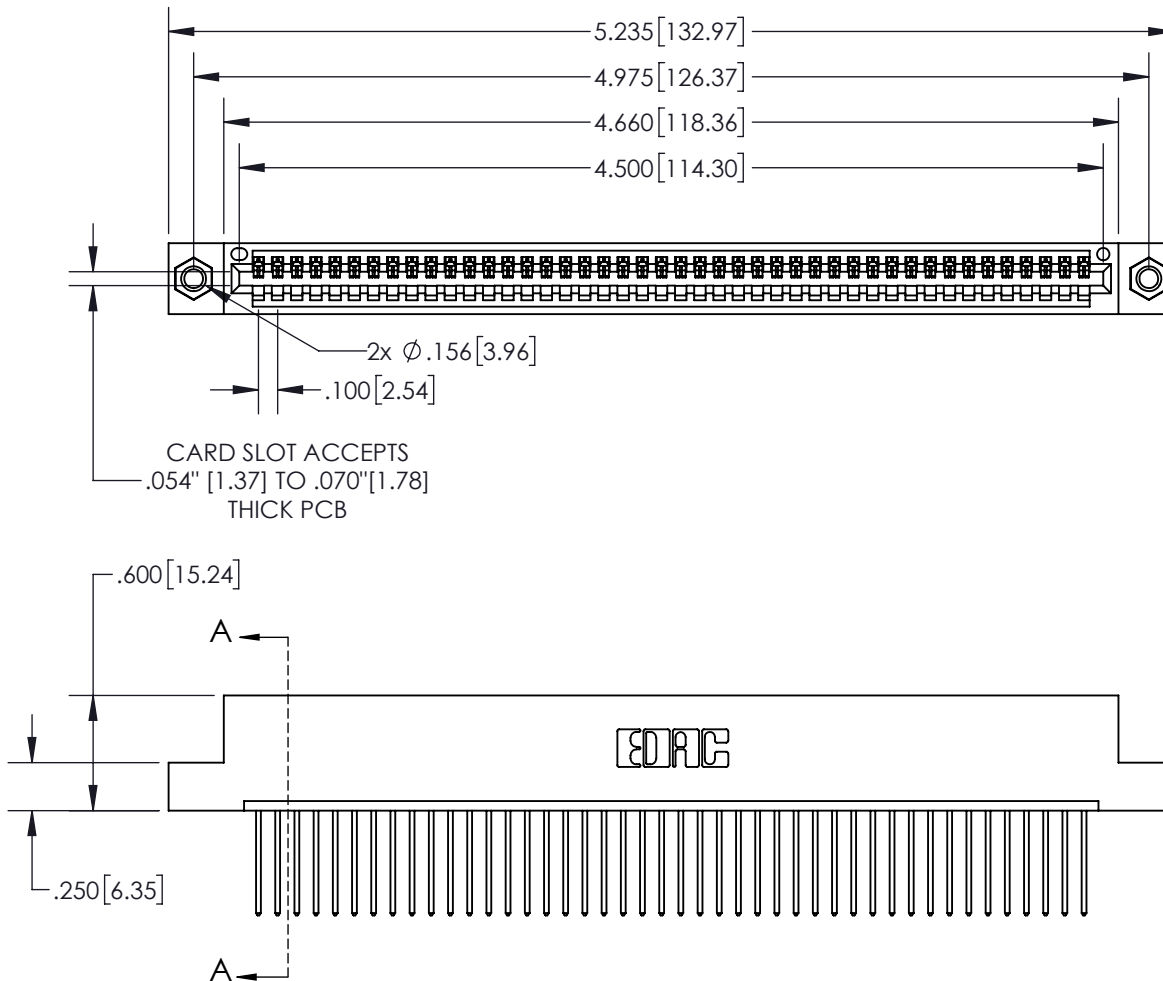 5.235[132.97]
4.975[126.37]
4.660[118.36]
4.500[114.30]
2x Ø.156[3.96]
.100[2.54]
CARD SLOT ACCEPTS
.054" [1.37] TO .070"[1.78]
THICK PCB
.600[15.24]
A
EDAC
.250[6.35]
A